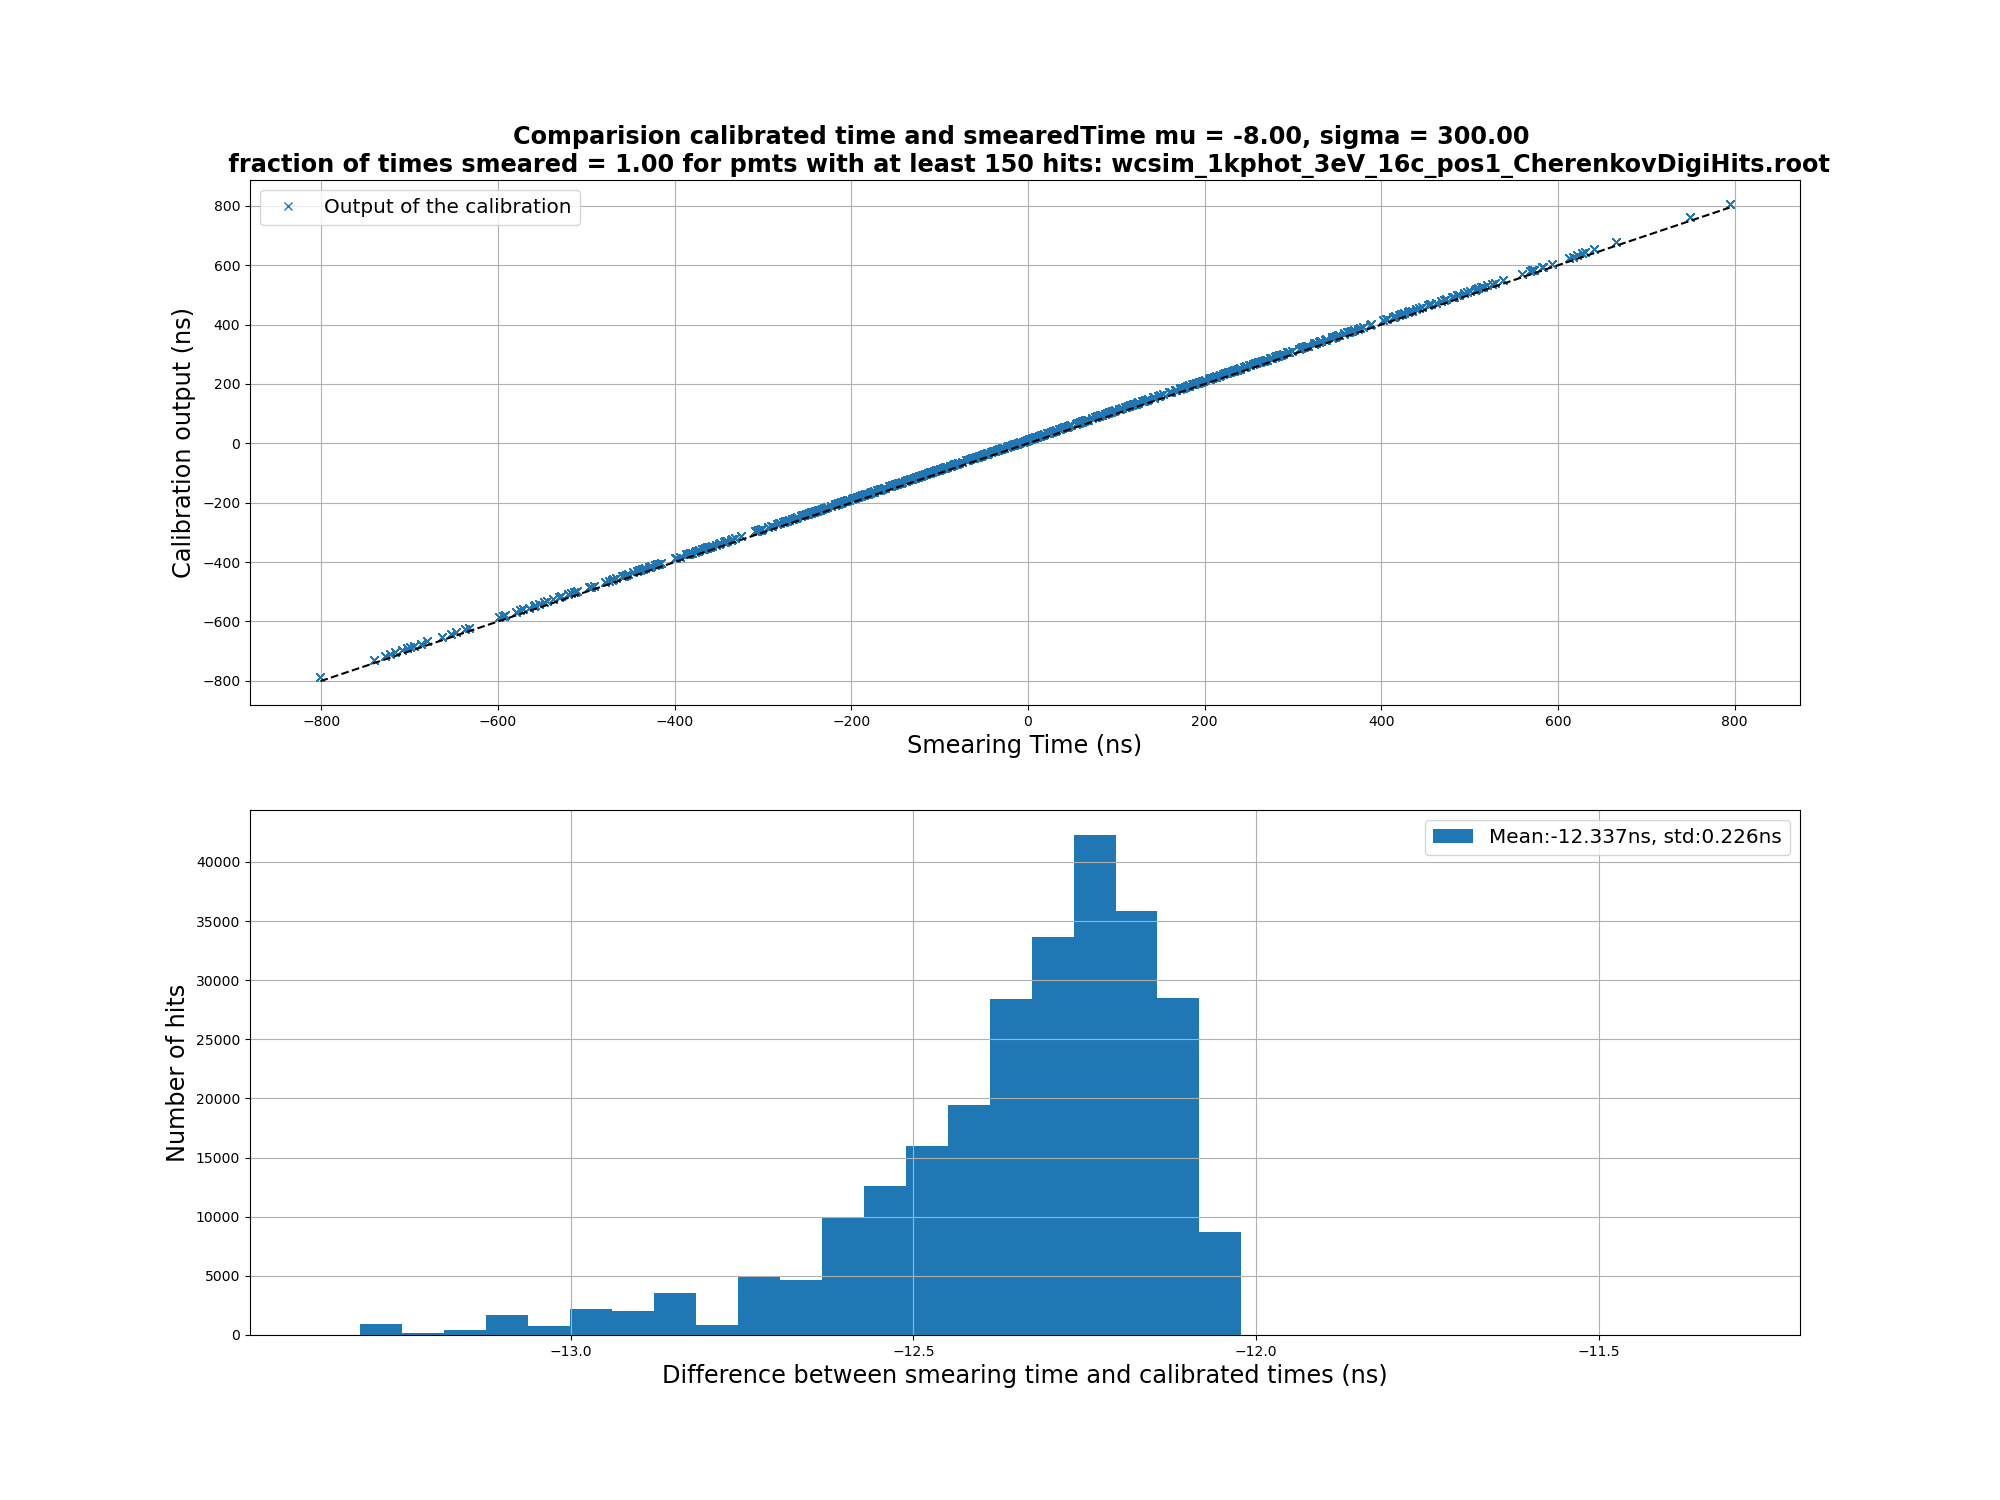 Comparision calibrated time and smearedTime mu = -8.00, sigma = 300.00
fraction of times smeared = 1.00 for pmts with at least 150 hits: wcsim_1kphot_3eV_16c_pos1_CherenkovDigiHits.root
Output of the calibration
800
600
400
200
0
−200
−400
−600
−800
Calibration output (ns)
−800 −600 −400 −200 0 200 400 600 800
Smearing Time (ns)
Mean:-12.337ns, std:0.226ns
40000
35000
30000
25000
20000
15000
10000
5000
0
Number of hits
−13.0 −12.5 −12.0 −11.5
Difference between smearing time and calibrated times (ns)